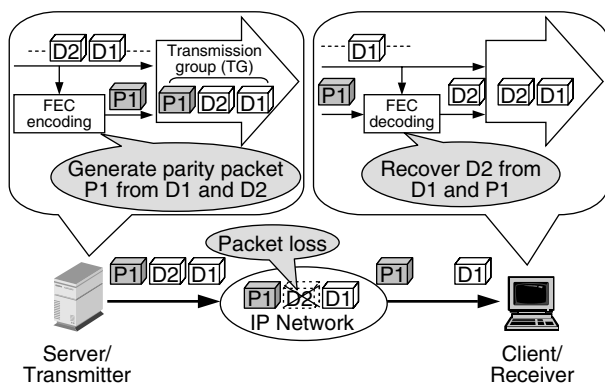 D2 D1
Transmission
group (TG)
P1
P1 D2 D1
FEC
encoding
Generate parity packet
P1 from D1 and D2
D1
P1
D2
D2 D1
FEC
decoding
Recover D2 from
D1 and P1
Packet loss
P1 D2 D1
P1 D2 D1
IP Network
P1
D1
Server/
Transmitter
Client/
Receiver